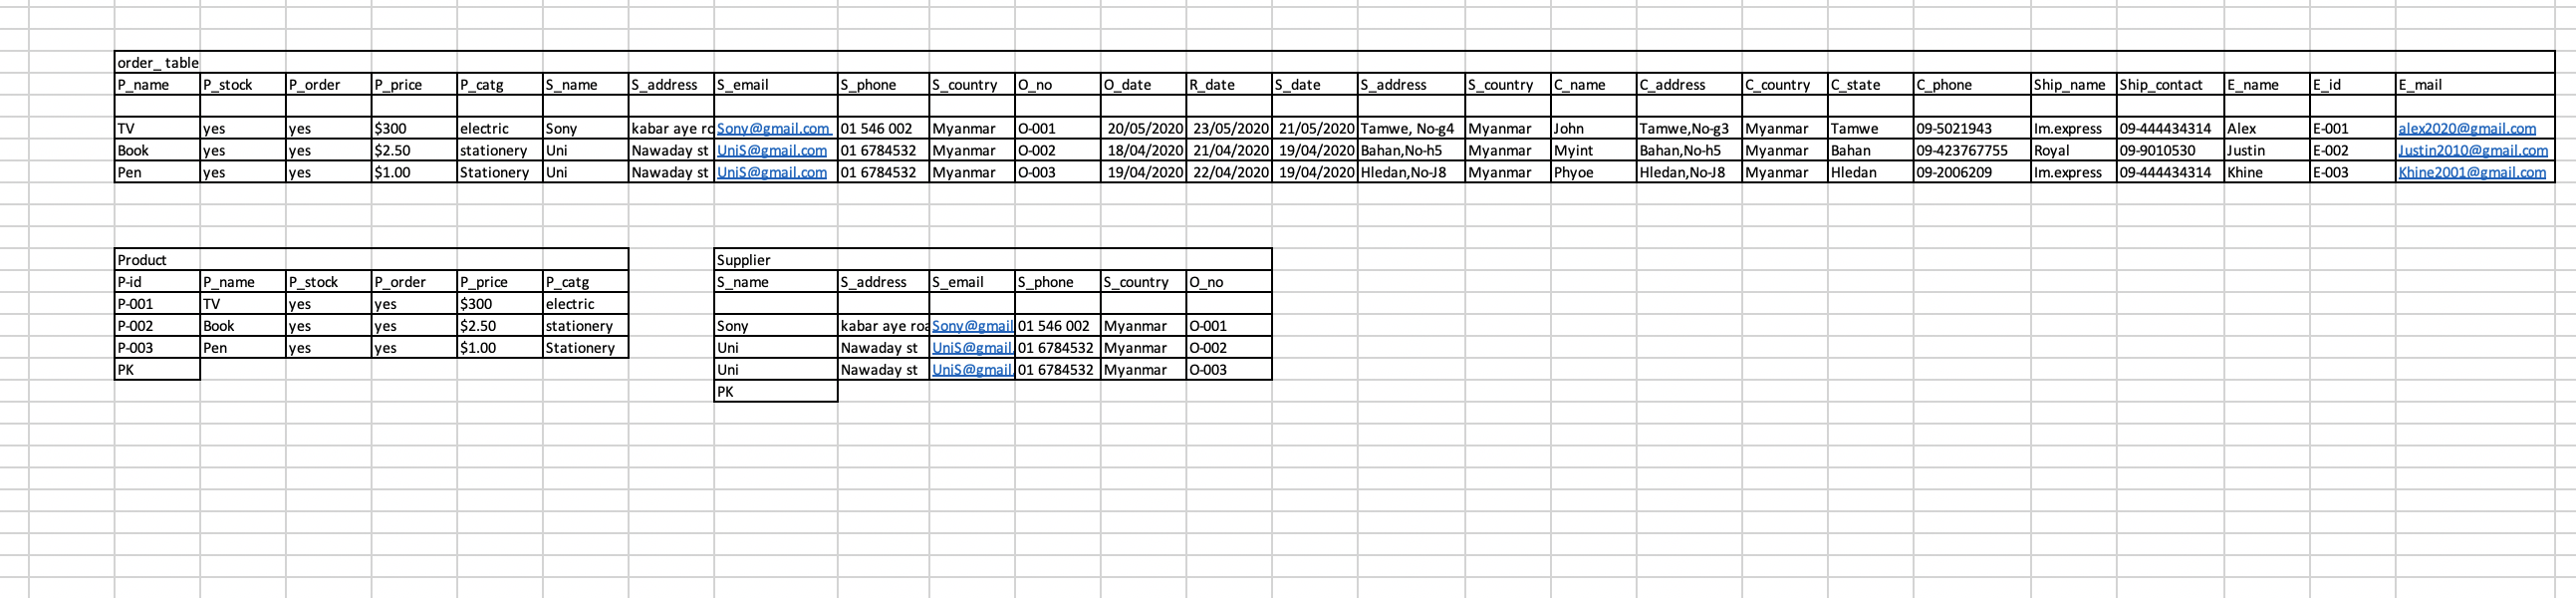 order_ table
P_name P_stock P_order P_price P_catg S_name S_address S_email S_phone S_country O_no O_date R_date S_date S_address S_country C_name C_address C_country C_state C_phone Ship_name Ship_contact E_name E_id E_mail
TV yes yes $300 electric Sony kabar aye ro Sony@gmail.com 01 546 002 Myanmar O-001 20/05/2020 23/05/2020 21/05/2020 Tamwe, No-g4 Myanmar John Tamwe,No-g3 Myanmar Tamwe 09-5021943 Im.express 09-444434314 Alex E-001 alex2020@gmail.com
Book yes yes $2.50 stationery Uni Nawaday st UniS@gmail.com 01 6784532 Myanmar O-002 18/04/2020 21/04/2020 19/04/2020 Bahan,No-h5 Myanmar Myint Bahan,No-h5 Myanmar Bahan 09-423767755 Royal 09-9010530 Justin E-002 Justin2010@gmail.com
Pen yes yes $1.00 Stationery Uni Nawaday st UniS@gmail.com 01 6784532 Myanmar O-003 19/04/2020 22/04/2020 19/04/2020 Hledan,No-J8 Myanmar Phyoe Hledan,No-J8 Myanmar Hledan 09-2006209 Im.express 09-444434314 Khine E-003 Khine2001@gmail.com
Product Supplier
P-id P_name P_stock P_order P_price P_catg S_name S_address S_email S_phone S_country O_no
P-001 TV yes yes $300 electric
P-002 Book yes yes $2.50 stationery Sony kabar aye roa Sony@gmail 01 546 002 Myanmar O-001
P-003 Pen yes yes $1.00 Stationery Uni Nawaday st UniS@gmail. 01 6784532 Myanmar O-002
PK Uni Nawaday st UniS@gmail. 01 6784532 Myanmar O-003
PK